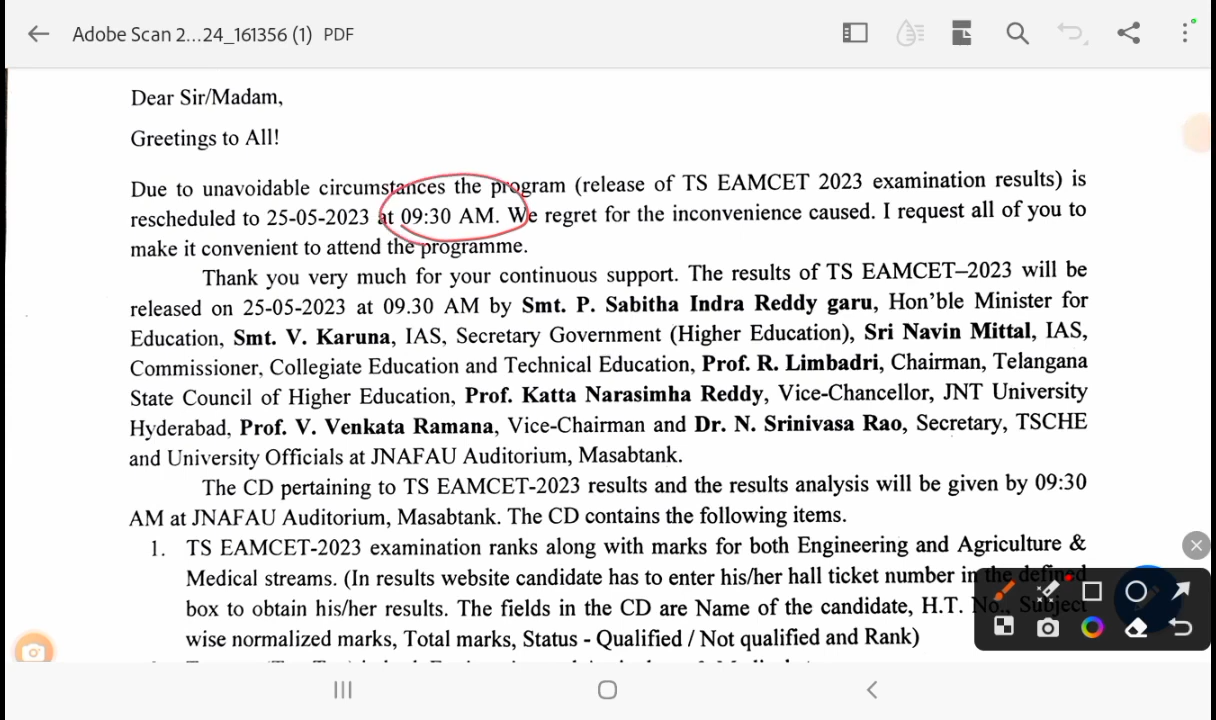 Adobe Scan 2...24_161356 (1) PDF
Dear Sir/Madam,
Greetings to All!
Due to unavoidable circumstances the program (release of TS EAMCET 2023 examination results) is
rescheduled to 25-05-2023 at 09:30 AM. We regret for the inconvenience caused. I request all of you to
make it convenient to attend the programme.
Thank you very much for your continuous support. The results of TS EAMCET–2023 will be
released on 25-05-2023 at 09.30 AM by Smt. P. Sabitha Indra Reddy garu, Hon'ble Minister for
Education, Smt. V. Karuna, IAS, Secretary Government (Higher Education), Sri Navin Mittal, IAS,
Commissioner, Collegiate Education and Technical Education, Prof. R. Limbadri, Chairman, Telangana
State Council of Higher Education, Prof. Katta Narasimha Reddy, Vice-Chancellor, JNT University
Hyderabad, Prof. V. Venkata Ramana, Vice-Chairman and Dr. N. Srinivasa Rao, Secretary, TSCHE
and University Officials at JNAFAU Auditorium, Masabtank.
The CD pertaining to TS EAMCET-2023 results and the results analysis will be given by 09:30
AM at JNAFAU Auditorium, Masabtank. The CD contains the following items.
1. TS EAMCET-2023 examination ranks along with marks for both Engineering and Agriculture &
Medical streams. (In results website candidate has to enter his/her hall ticket number in the defined
box to obtain his/her results. The fields in the CD are Name of the candidate, H.T. No., Subject
wise normalized marks, Total marks, Status - Qualified / Not qualified and Rank)